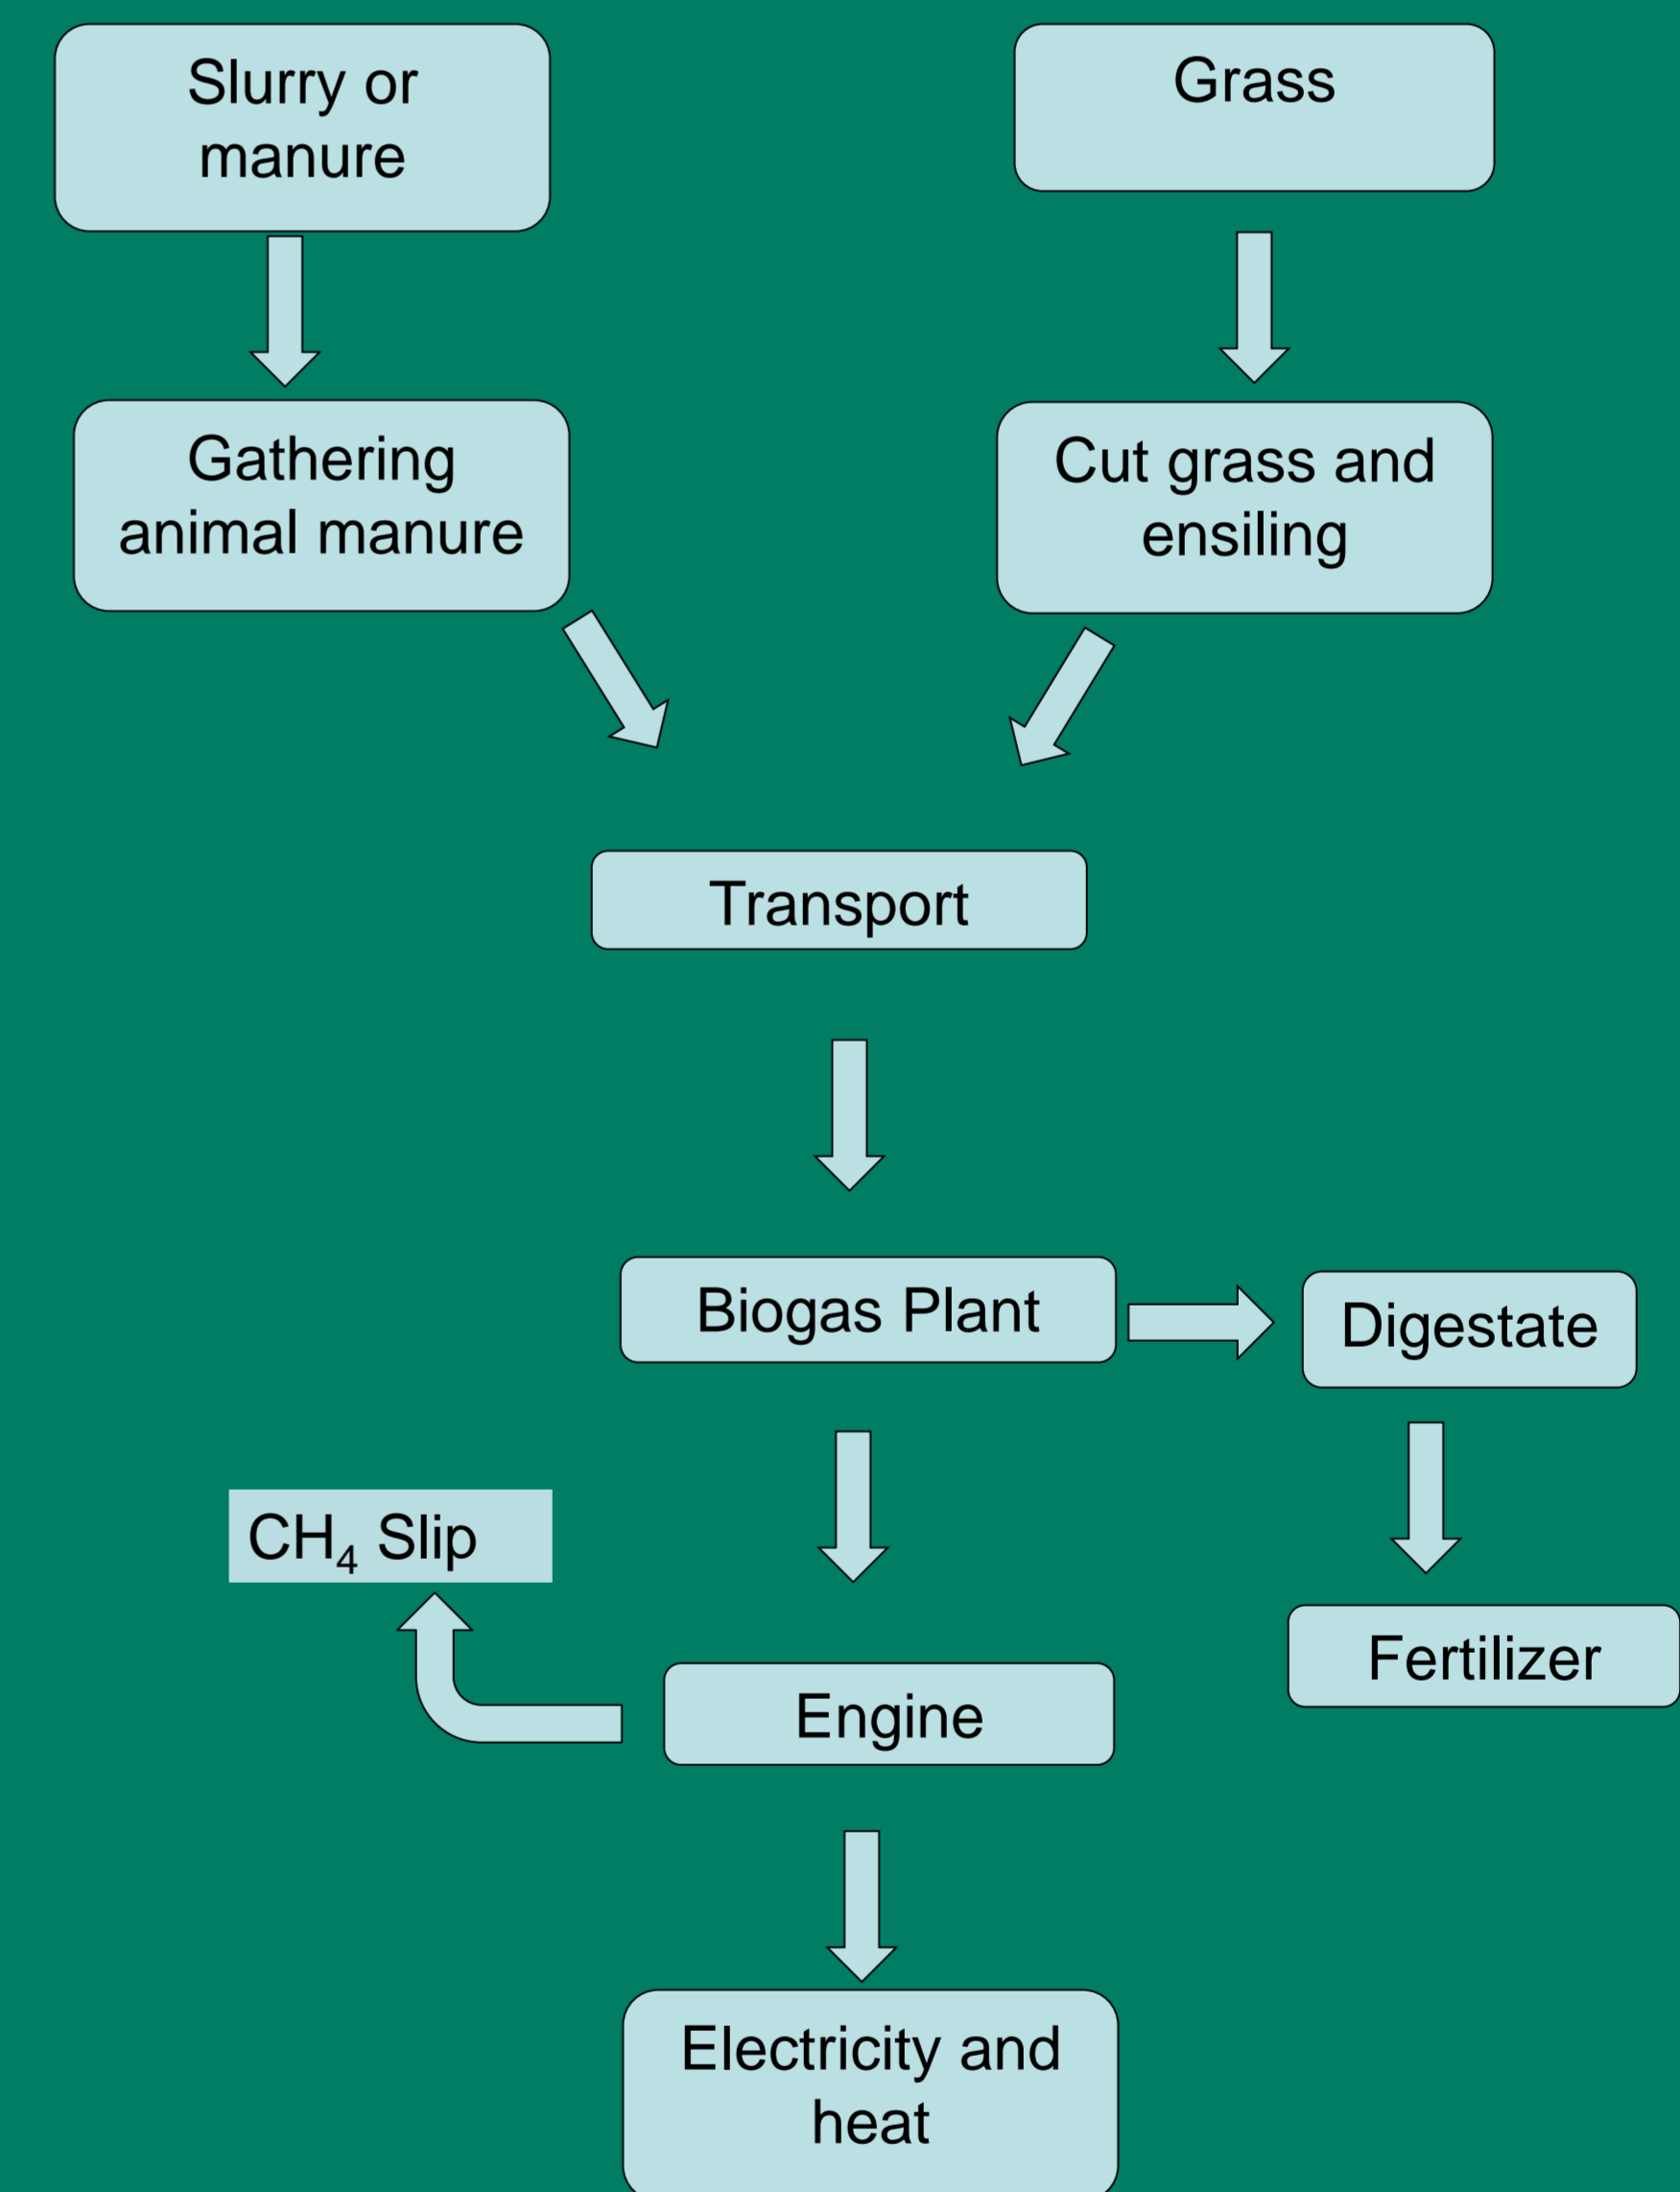 Slurry or
manure
Grass
Gathering
animal manure
Cut grass and
ensiling
Transport
Biogas Plant
Digestate
CH₄ Slip
Fertilizer
Engine
Electricity and
heat